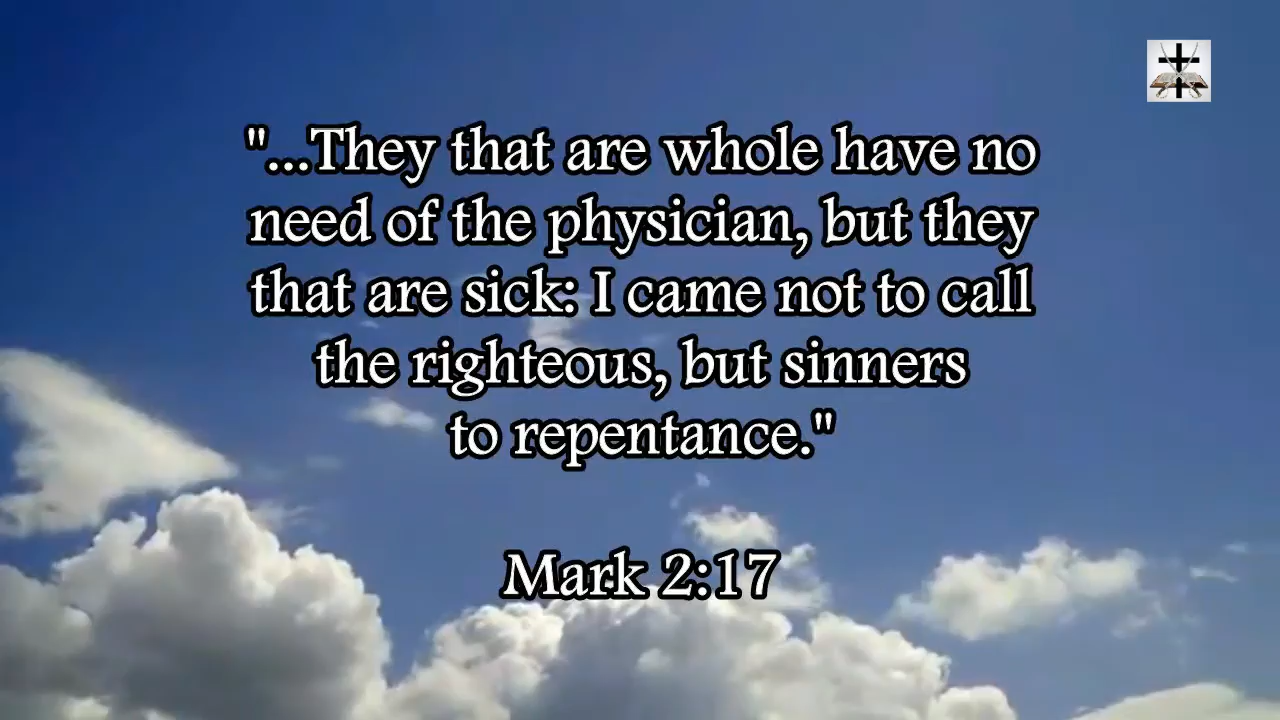 "...They that are whole have no
need of the physician, but they
that are sick: I came not to call
the righteous, but sinners
to repentance."
Mark 2:17